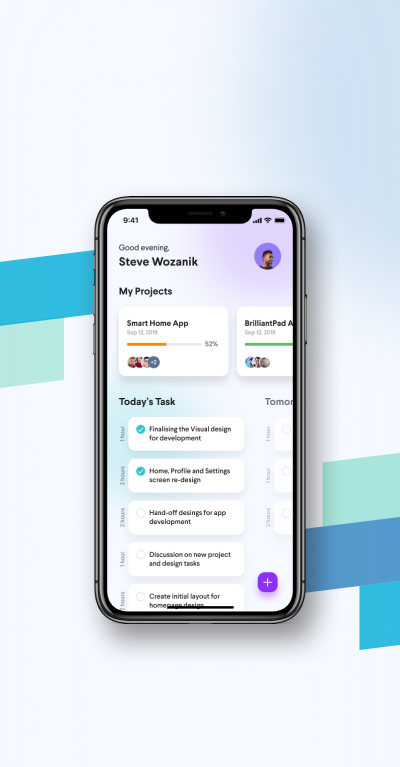 9:41
Good evening,
Steve Wozanik
My Projects
Smart Home App
Sep 12, 2019
52%
+2
BrilliantPad A
Sep 12, 2019
Today's Task
Tomor
1 hour
Finalising the Visual design
for development
1 hour
2 hours
Home, Profile and Settings
screen re-design
1 hour
2 hours
Hand-off desings for app
development
2 hours
1 hour
Discussion on new project
and design tasks
2 hours
Create initial layout for
homepage design